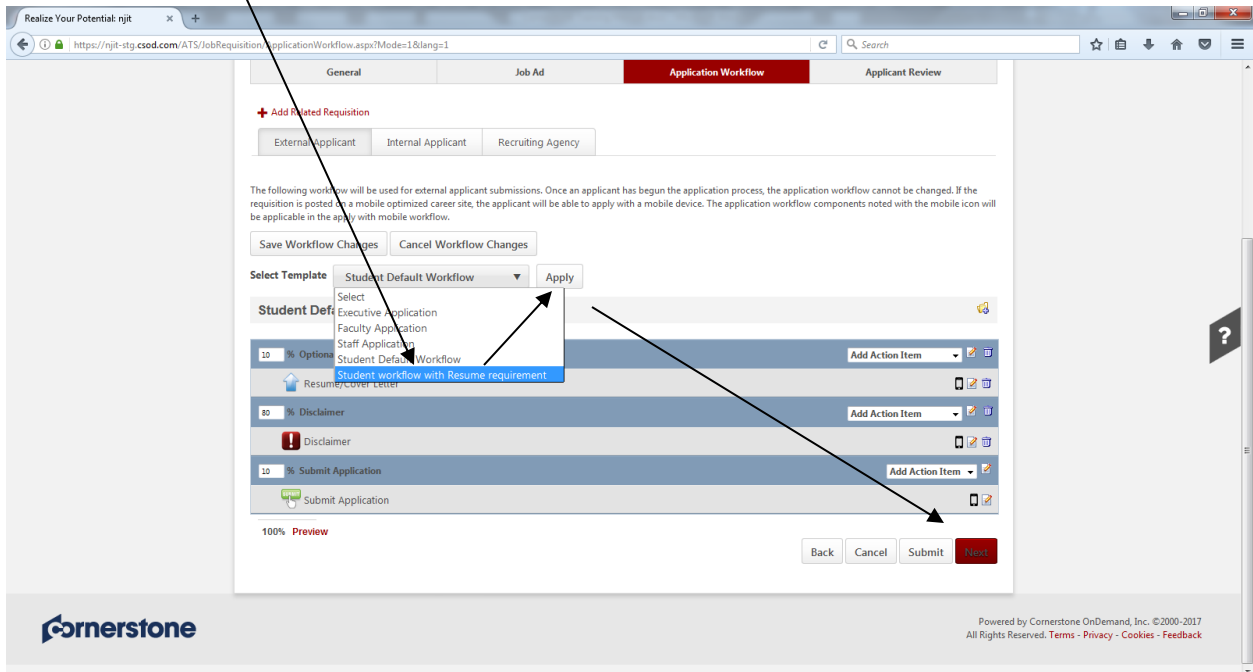 Realize Your Potential: njit
https://njit-stg.csod.com/ATS/JobRequisition/ApplicationWorkflow.aspx?Mode=1&lang=1
Search
General
Job Ad
Application Workflow
Applicant Review
Add Related Requisition
External Applicant
Internal Applicant
Recruiting Agency
The following workflow will be used for external applicant submissions. Once an applicant has begun the application process, the application workflow cannot be changed. If the
requisition is posted on a mobile optimized career site, the applicant will be able to apply with a mobile device. The application workflow components noted with the mobile icon will
be applicable in the apply with mobile workflow.
Save Workflow Changes
Cancel Workflow Changes
Select Template
Student Default Workflow
Apply
Select
Student Defa
Executive Application
Faculty Application
Staff Application
Student Default Workflow
Student workflow with Resume requirement
10 % Optiona
Add Action Item
Resume/Cover Letter
80 % Disclaimer
Add Action Item
Disclaimer
10 % Submit Application
Add Action Item
Submit Application
100% Preview
Back
Cancel
Submit
Next
?
Cornerstone
Powered by Cornerstone OnDemand, Inc. ©2000-2017
All Rights Reserved. Terms - Privacy - Cookies - Feedback